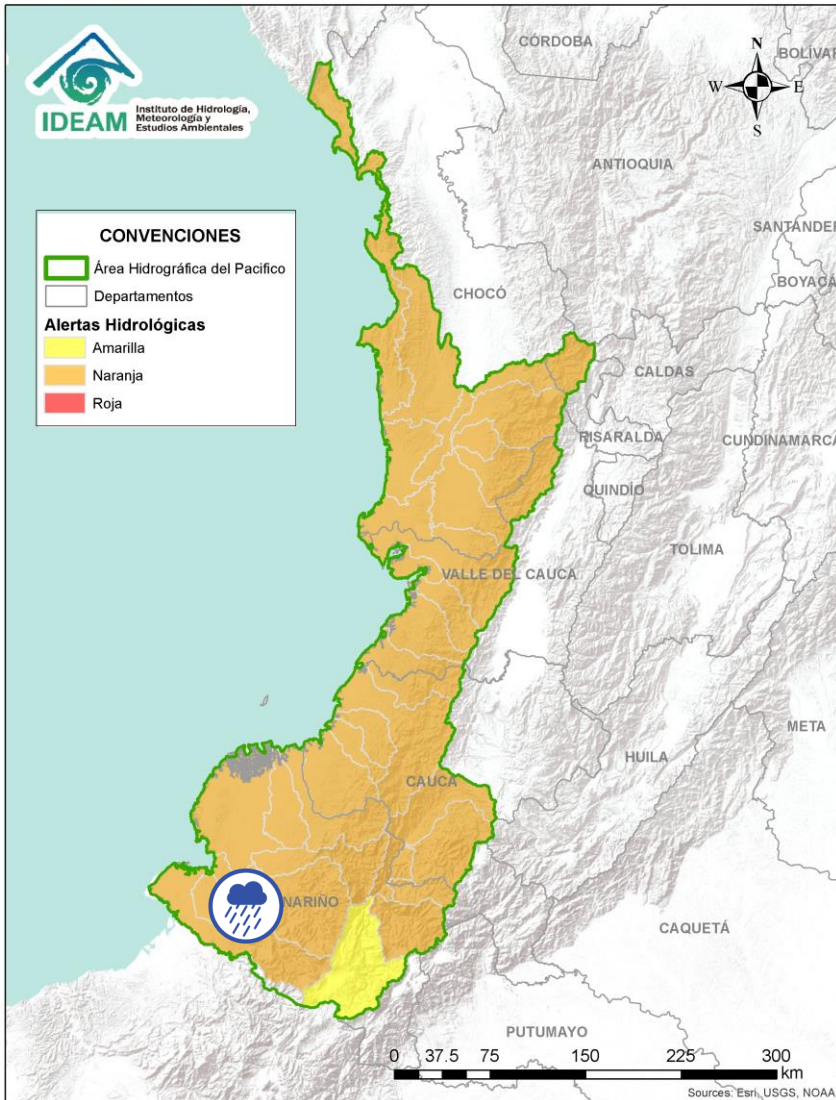 IDEAM
Instituto de Hidrología,
Meteorología y
Estudios Ambientales
CÓRDOBA
BOLÍVAR
N
W
E
S
ANTIOQUIA
SANTANDER
BOYACÁ
CONVENCIONES
Área Hidrográfica del Pacifico
Departamentos
Alertas Hidrológicas
Amarilla
Naranja
Roja
CHOCÓ
CALDAS
RISARALDA
CUNDINAMARCA
QUINDÍO
TOLIMA
VALLE DEL CAUCA
META
HUILA
CAUCA
NARIÑO
CAQUETÁ
PUTUMAYO
0 37.5 75 150 225 300
km
Sources: Esri, USGS, NOAA